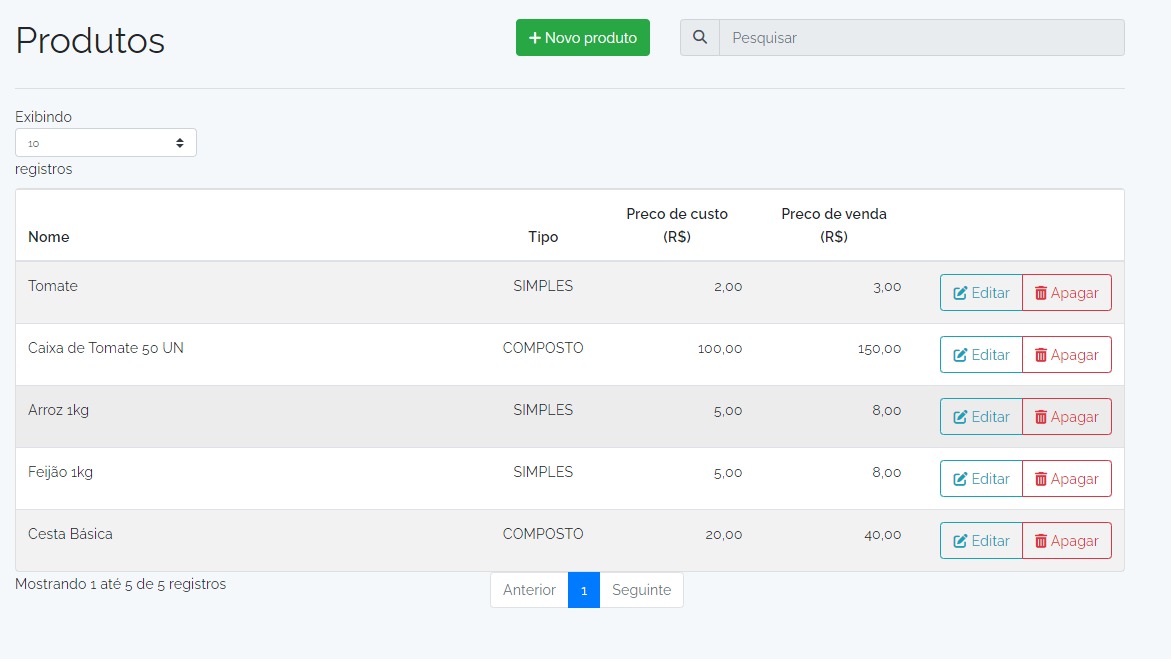 Produtos
Novo produto
Pesquisar
Exibindo
10
registros
Nome Tipo Preco de custo (R$) Preco de venda (R$)
Tomate SIMPLES 2,00 3,00 Editar Apagar
Caixa de Tomate 50 UN COMPOSTO 100,00 150,00 Editar Apagar
Arroz 1kg SIMPLES 5,00 8,00 Editar Apagar
Feijão 1kg SIMPLES 5,00 8,00 Editar Apagar
Cesta Básica COMPOSTO 20,00 40,00 Editar Apagar
Mostrando 1 até 5 de 5 registros
Anterior 1 Seguinte